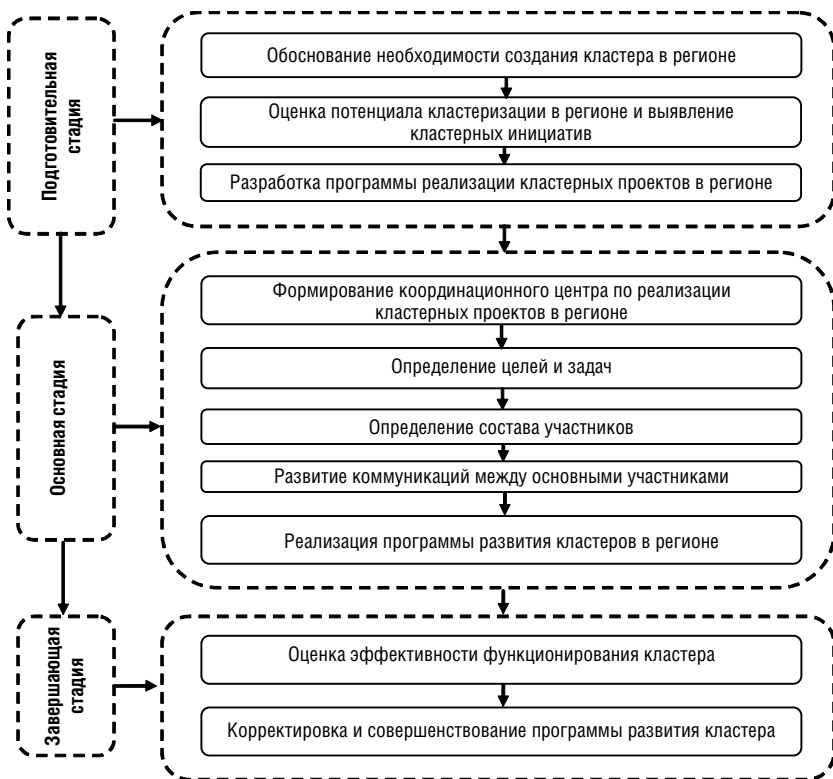 Подготовительная
стадия
Обоснование необходимости создания кластера в регионе
Оценка потенциала кластеризации в регионе и выявление
кластерных инициатив
Разработка программы реализации кластерных проектов в регионе
Основная стадия
Формирование координационного центра по реализации
кластерных проектов в регионе
Определение целей и задач
Определение состава участников
Развитие коммуникаций между основными участниками
Реализация программы развития кластеров в регионе
Завершающая
стадия
Оценка эффективности функционирования кластера
Корректировка и совершенствование программы развития кластера